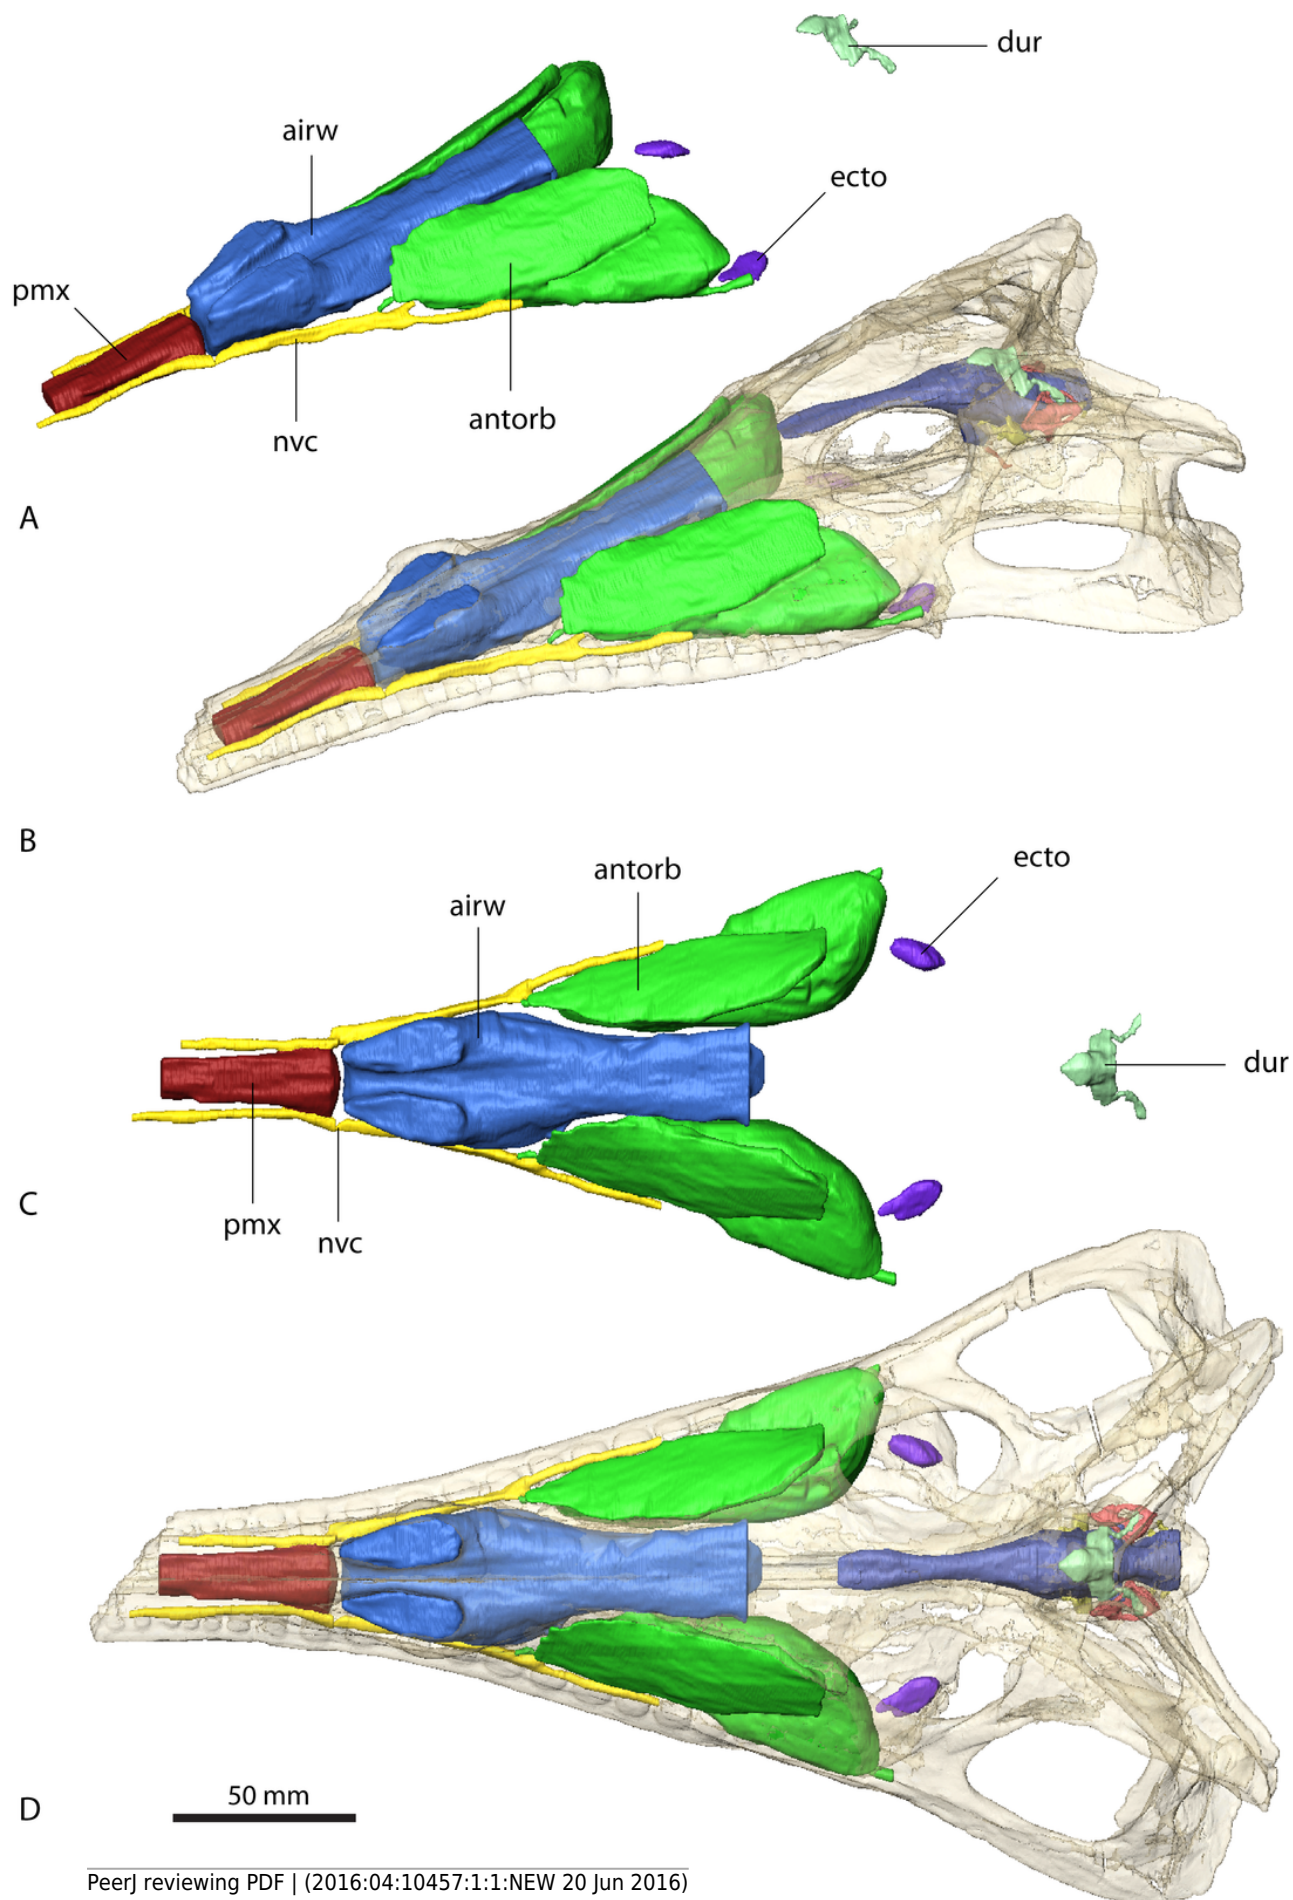 dur
airw
ecto
pmx
antorb
nvc
A
B
ecto
antorb
airw
dur
C
pmx
nvc
50 mm
D
PeerJ reviewing PDF | (2016:04:10457:1:1:NEW 20 Jun 2016)